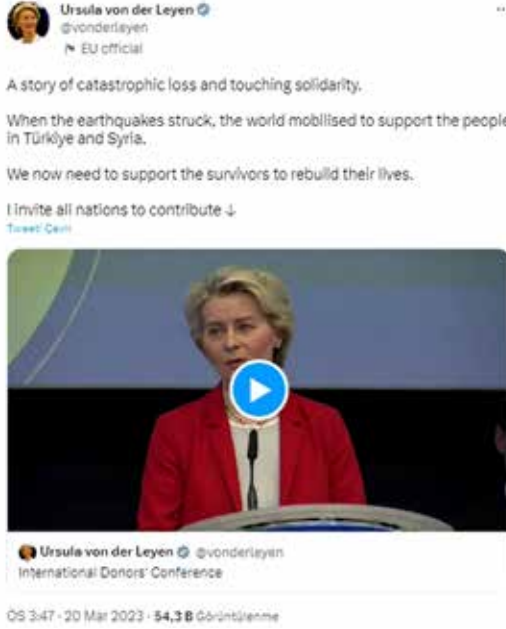 Ursula von der Leyen
@vonderleyen
EU official
A story of catastrophic loss and touching solidarity.
When the earthquakes struck, the world mobilised to support the people
in Türkiye and Syria.
We now need to support the survivors to rebuild their lives.
I invite all nations to contribute ↓
Tweeti Çevir
Ursula von der Leyen @vonderleyen
International Donors' Conference
ÖS 3:47 · 20 Mar 2023 · 54,3 B Görüntülenme